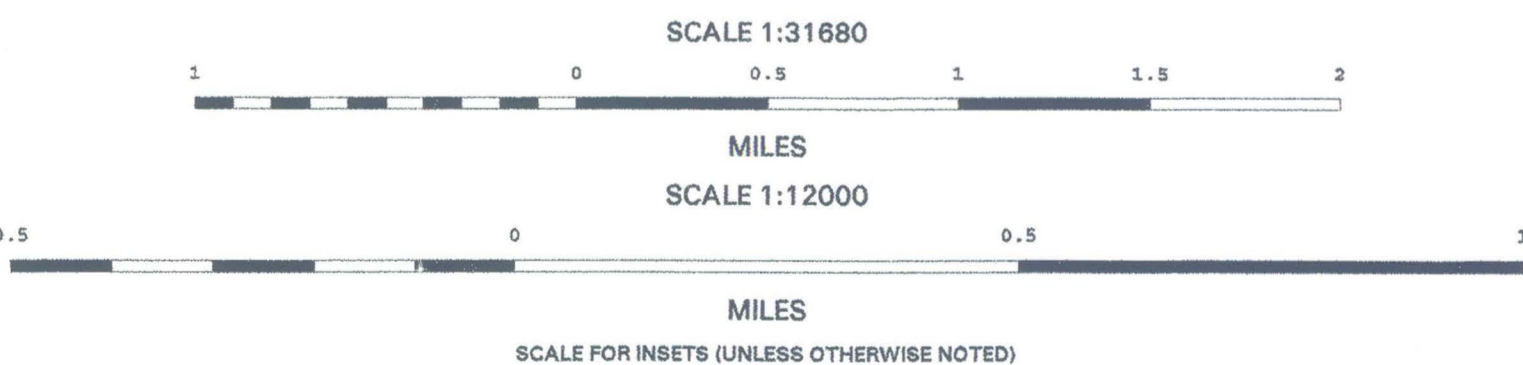 SCALE 1:31680
1 0 0.5 1 1.5 2
MILES
SCALE 1:12000
.5 0 0.5 1
MILES
SCALE FOR INSETS (UNLESS OTHERWISE NOTED)